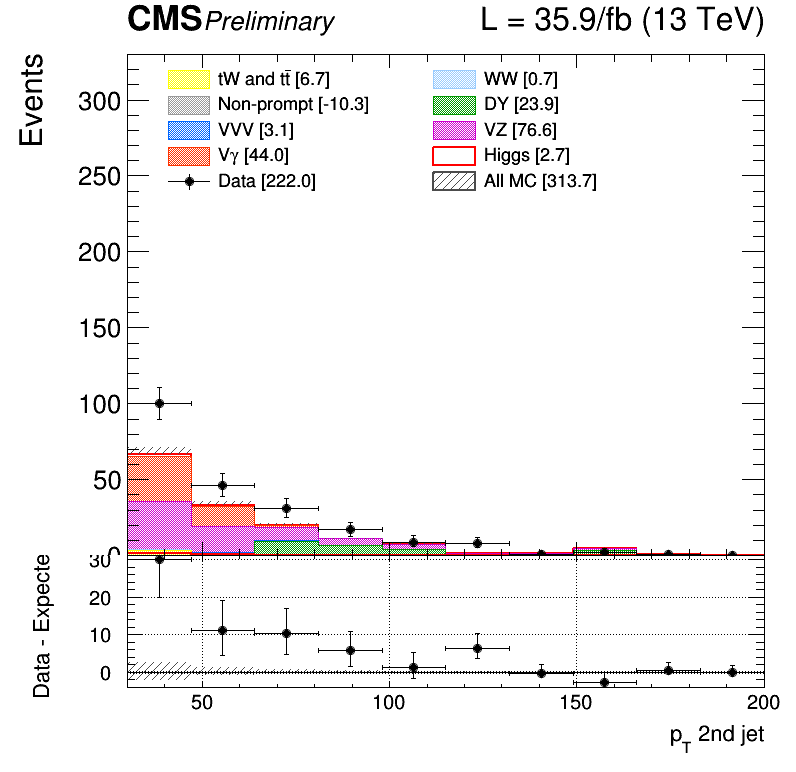 CMS Preliminary L = 35.9/fb (13 TeV)
Events
tW and tt̄ [6.7]
Non-prompt [-10.3]
VVV [3.1]
Vγ [44.0]
Data [222.0]
WW [0.7]
DY [23.9]
VZ [76.6]
Higgs [2.7]
All MC [313.7]
300
250
200
150
100
50
0
Data - Expecte
30
20
10
0
50 100 150 200
pT 2nd jet